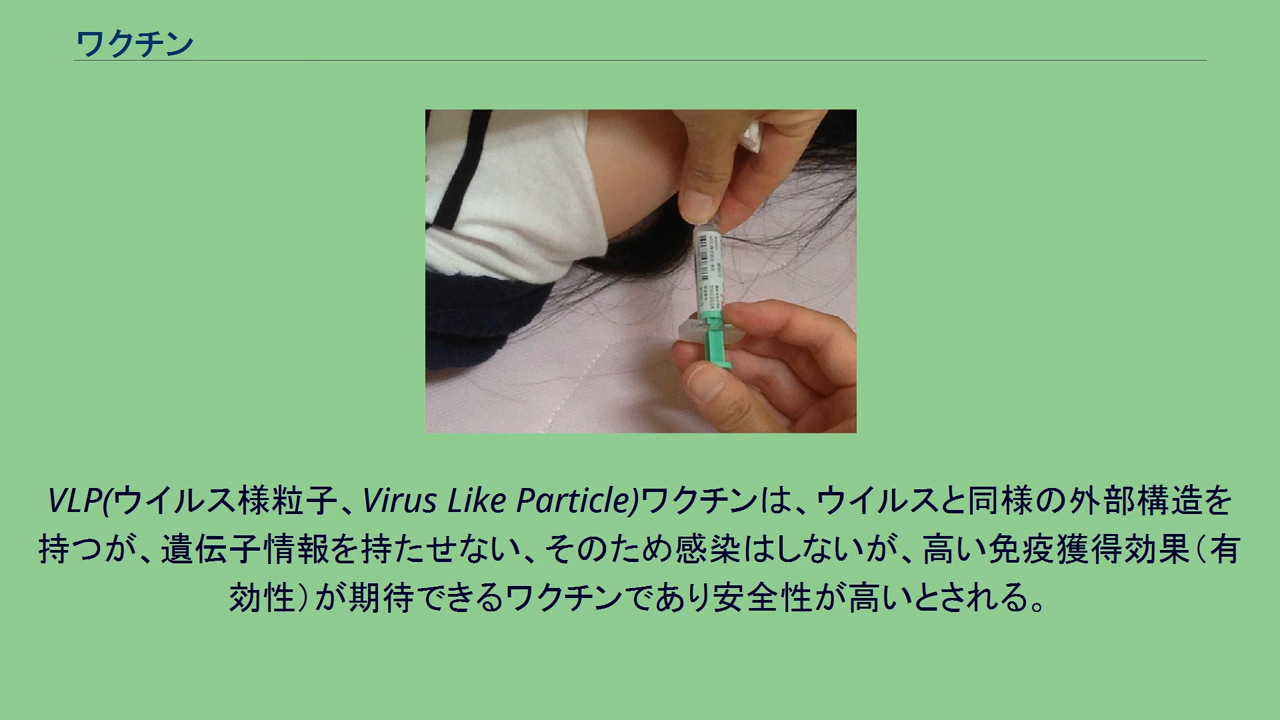 ワクチン
VLP(ウイルス様粒子、Virus Like Particle)ワクチンは、ウイルスと同様の外部構造を
持つが、遺伝子情報を持たせない、そのため感染はしないが、高い免疫獲得効果（有
効性）が期待できるワクチンであり安全性が高いとされる。